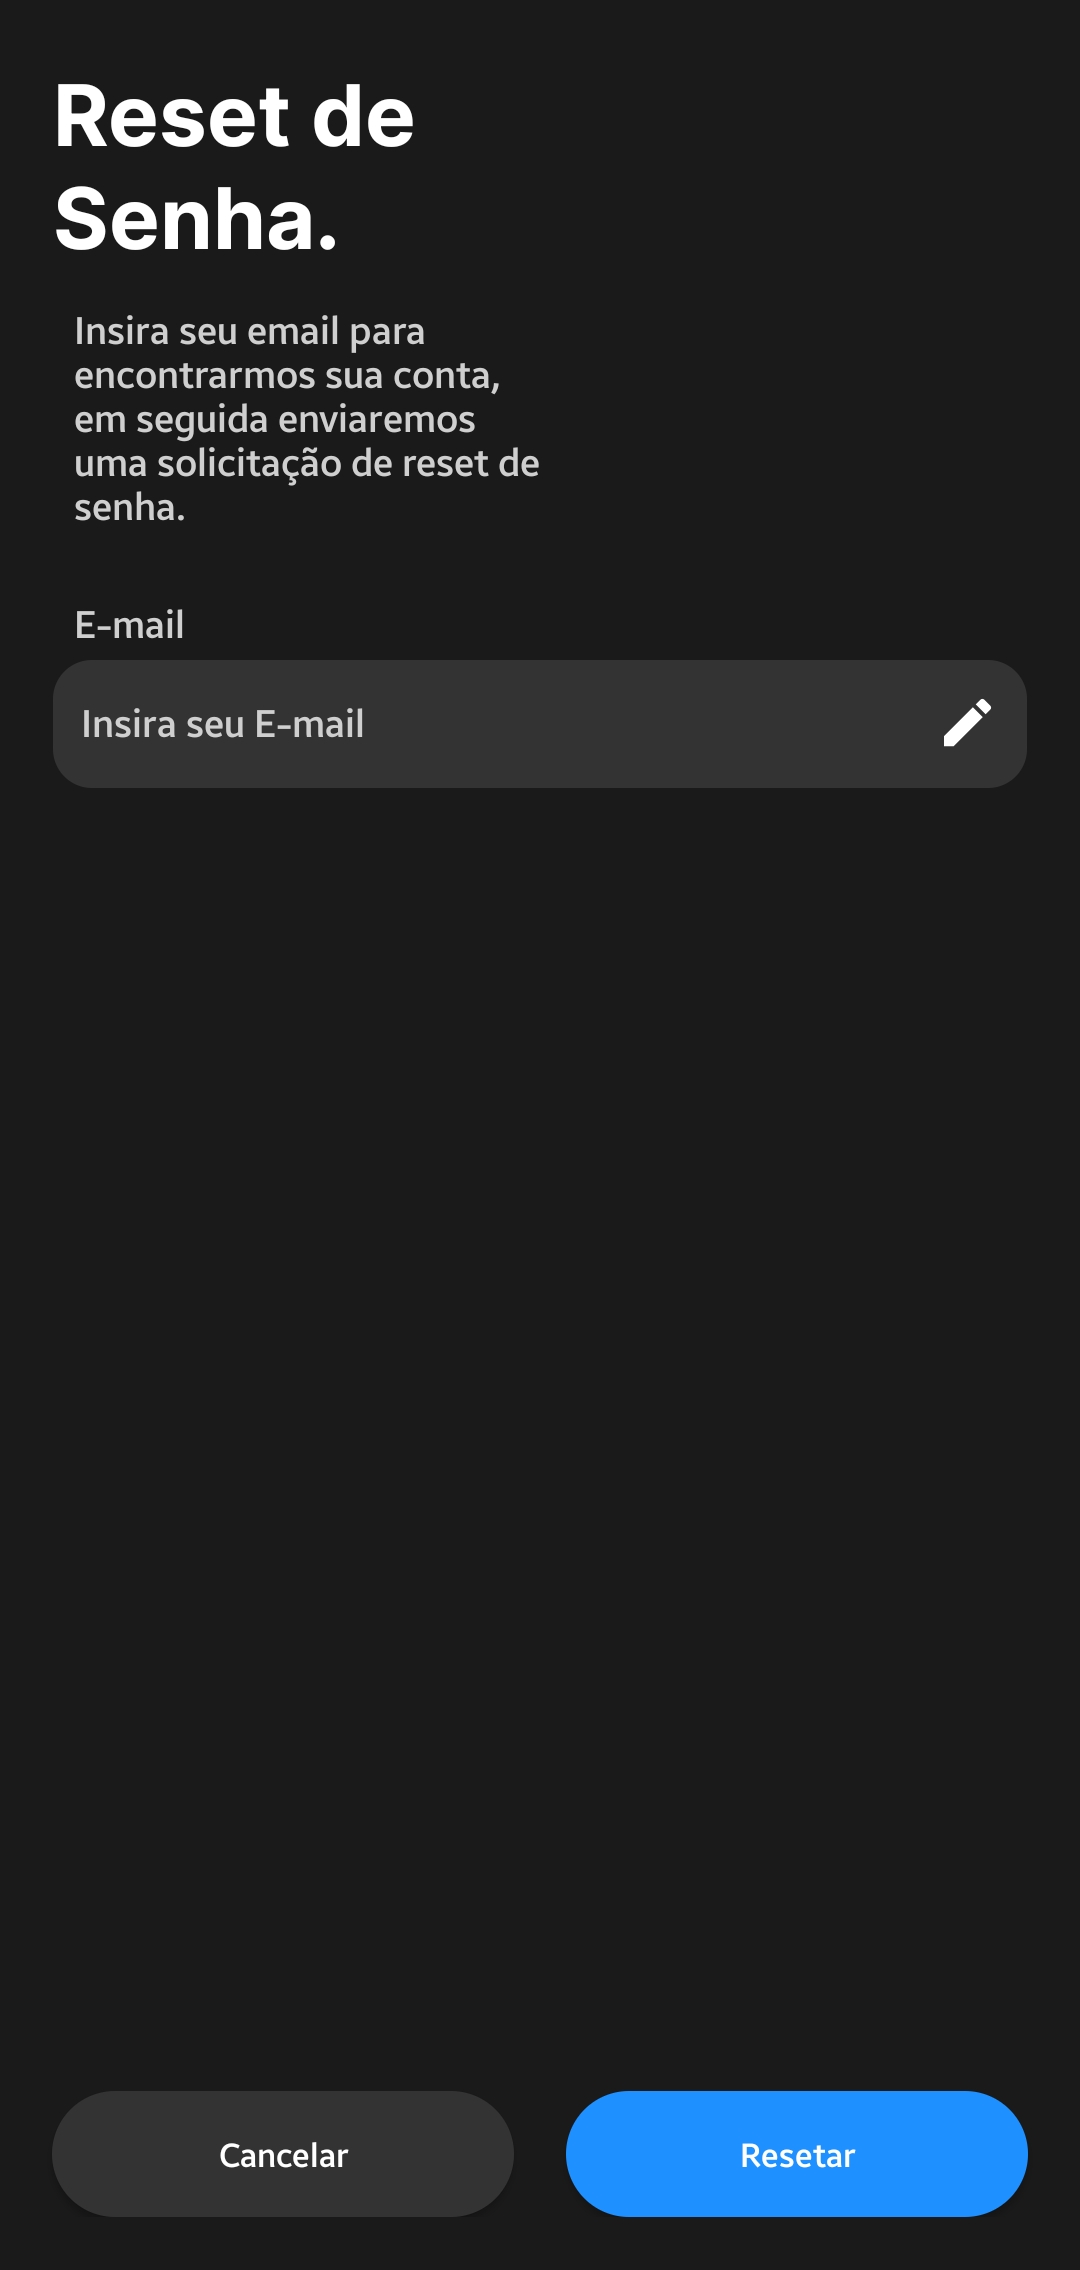 Reset de
Senha.
Insira seu email para
encontrarmos sua conta,
em seguida enviaremos
uma solicitação de reset de
senha.
E-mail
Insira seu E-mail
Cancelar
Resetar